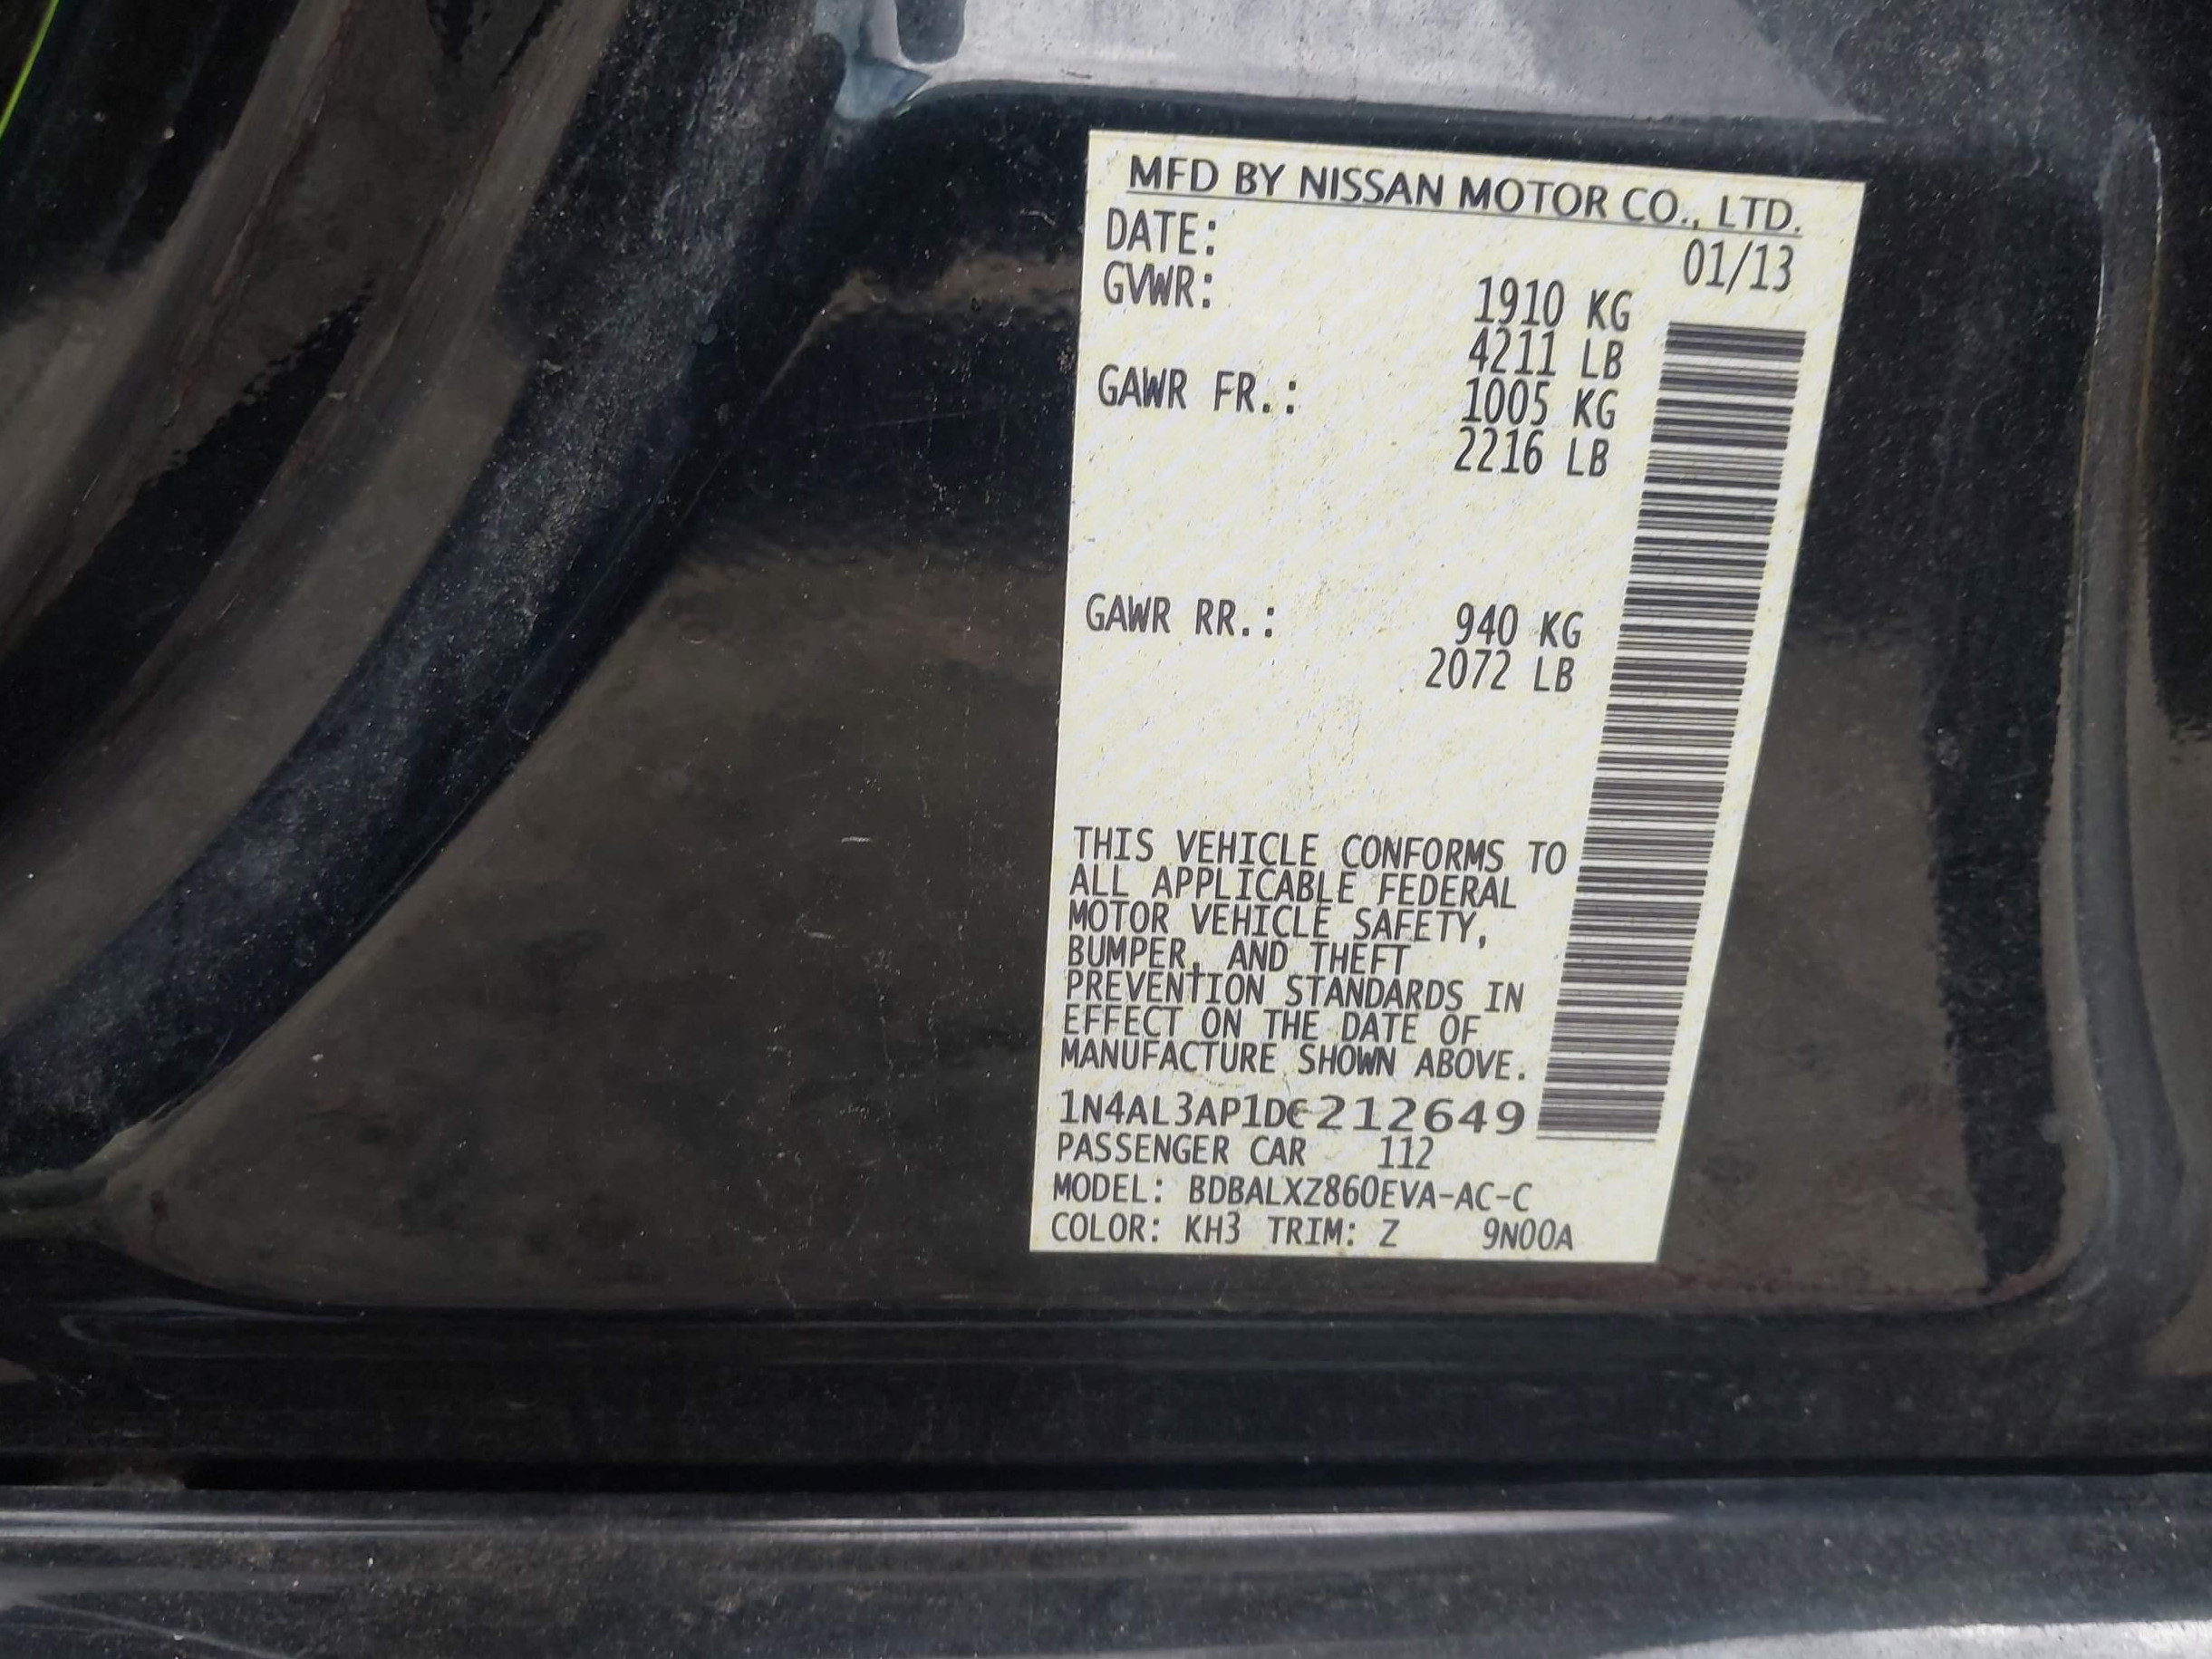 MFD BY NISSAN MOTOR CO., LTD.
DATE: 01/13
GVWR: 1910 KG
4211 LB
GAWR FR.: 1005 KG
2216 LB
GAWR RR.: 940 KG
2072 LB
THIS VEHICLE CONFORMS TO
ALL APPLICABLE FEDERAL
MOTOR VEHICLE SAFETY,
BUMPER, AND THEFT
PREVENTION STANDARDS IN
EFFECT ON THE DATE OF
MANUFACTURE SHOWN ABOVE.
1N4AL3AP1DC212649
PASSENGER CAR 112
MODEL: BDBALXZ860EVA-AC-C
COLOR: KH3 TRIM: Z 9N00A